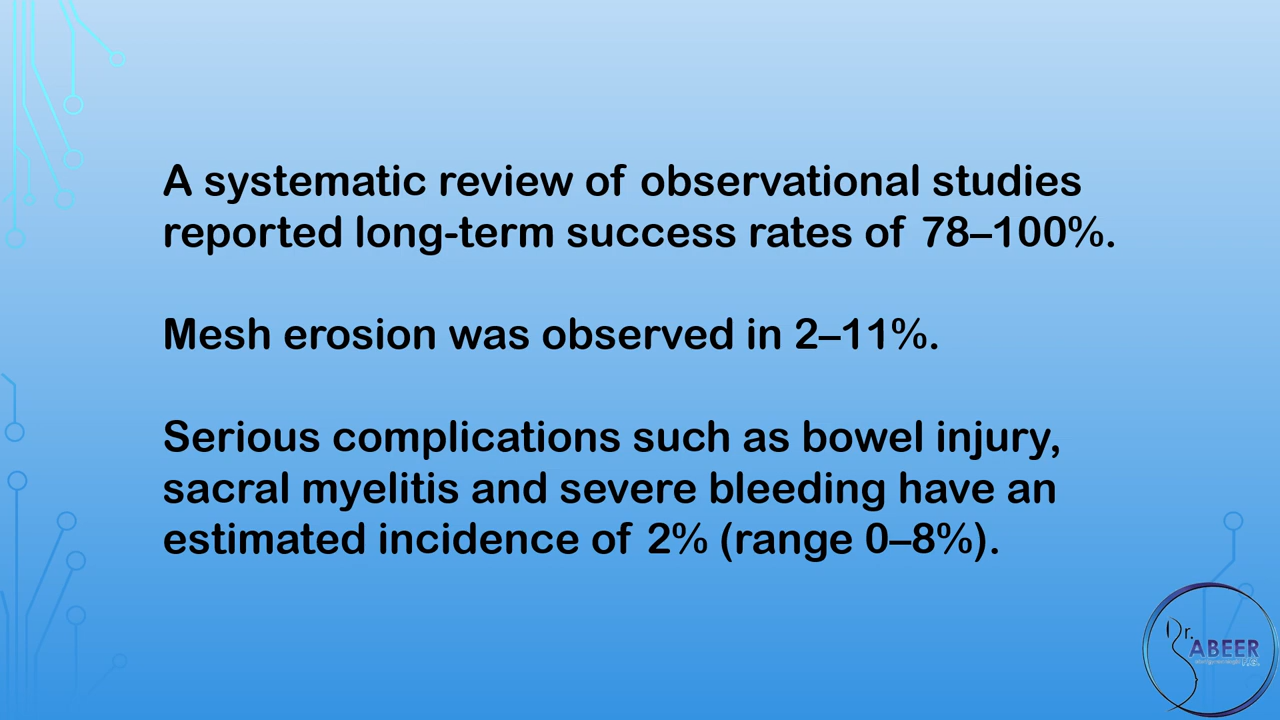 A systematic review of observational studies
reported long-term success rates of 78–100%.
Mesh erosion was observed in 2–11%.
Serious complications such as bowel injury,
sacral myelitis and severe bleeding have an
estimated incidence of 2% (range 0–8%).
Dr.
ABEER